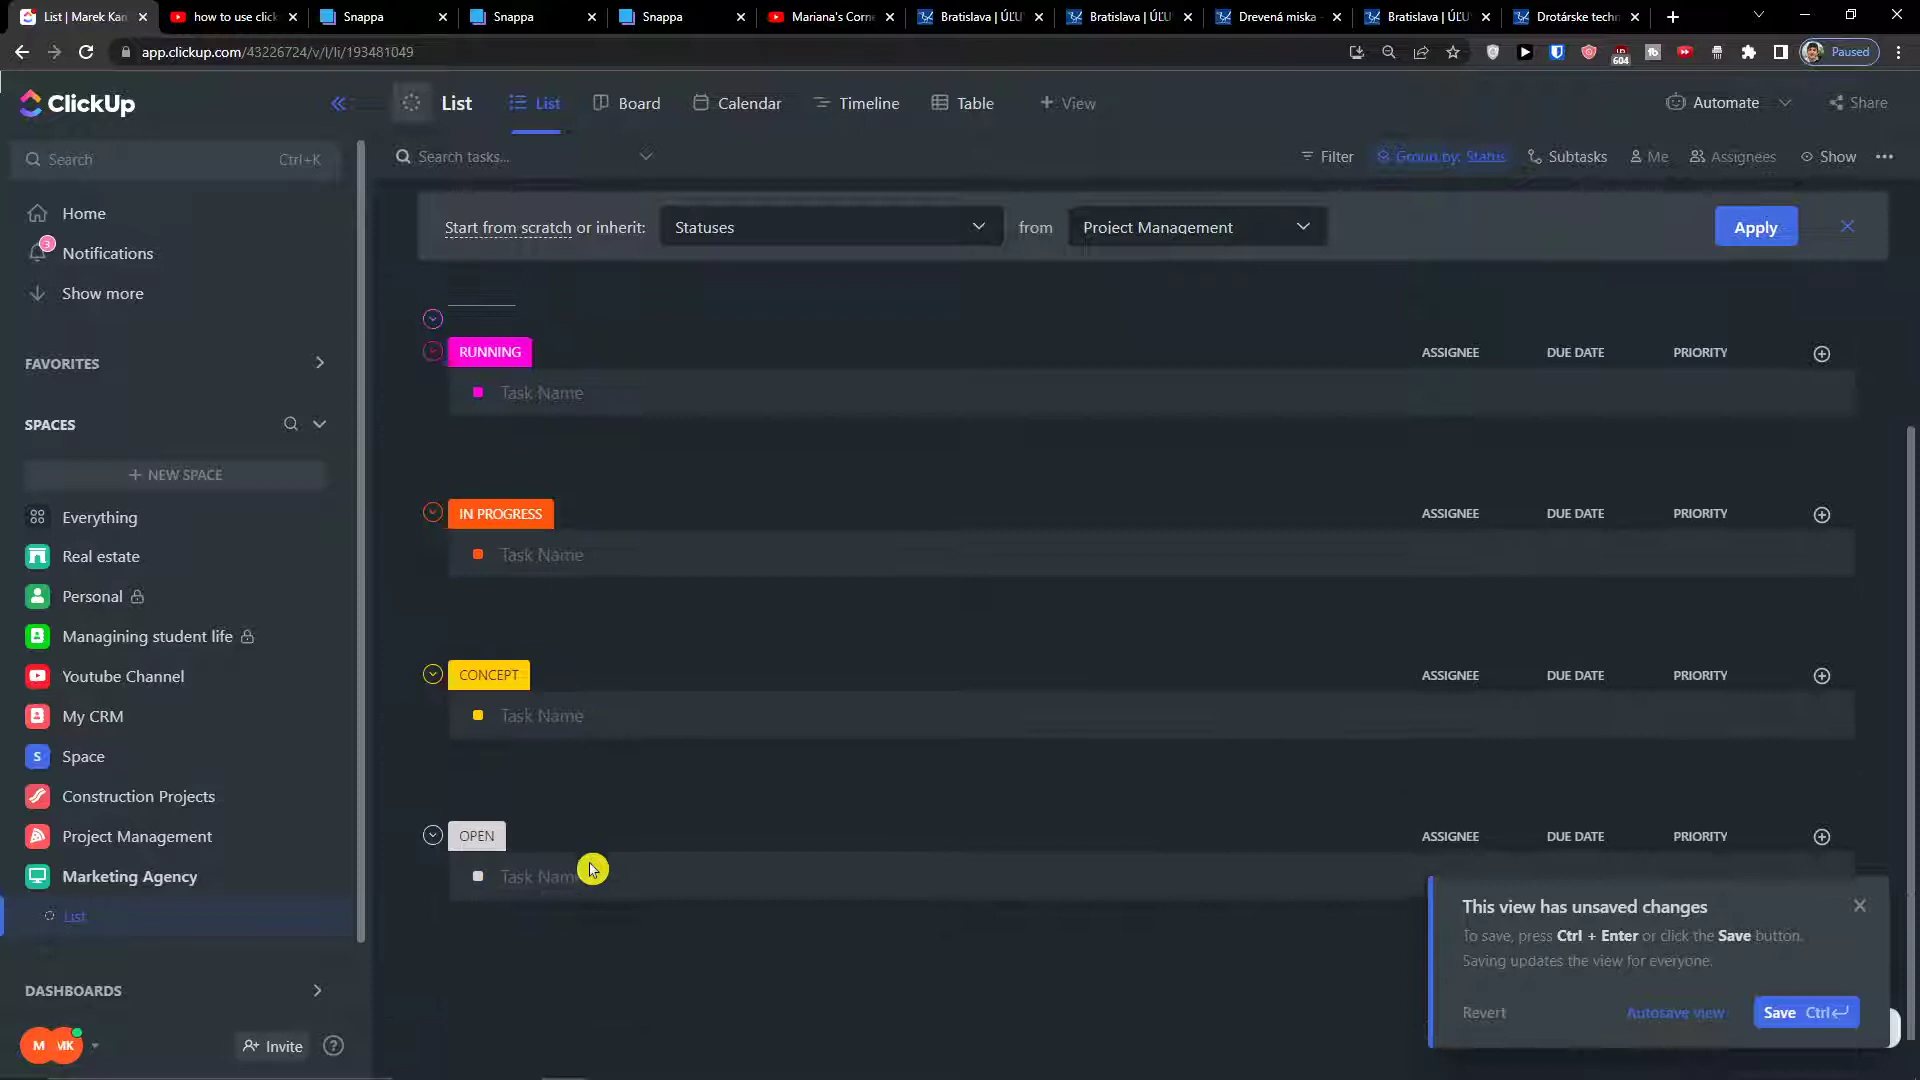 List | Marek Kan
how to use click
Snappa
Snappa
Snappa
Mariana's Corne
Bratislava | ÚĽU
Bratislava | ÚĽU
Drevená miska -
Bratislava | ÚĽU
Drotárske techn
app.clickup.com/43226724/v/l/li/193481049
604
Paused
ClickUp
List
List
Board
Calendar
Timeline
Table
+ View
Automate
Share
Search
Ctrl+K
Search tasks...
Filter
Group by: Status
Subtasks
Me
Assignees
Show
Home
3
Notifications
Show more
Start from scratch or inherit:
Statuses
from
Project Management
Apply
FAVORITES
SPACES
+ NEW SPACE
Everything
Real estate
Personal
Managining student life
Youtube Channel
My CRM
S
Space
Construction Projects
Project Management
Marketing Agency
List
DASHBOARDS
M
MK
Invite
?
RUNNING
ASSIGNEE
DUE DATE
PRIORITY
Task Name
IN PROGRESS
ASSIGNEE
DUE DATE
PRIORITY
Task Name
CONCEPT
ASSIGNEE
DUE DATE
PRIORITY
Task Name
OPEN
ASSIGNEE
DUE DATE
PRIORITY
Task Name
This view has unsaved changes
To save, press Ctrl + Enter or click the Save button.
Saving updates the view for everyone.
Revert
Autosave view
Save Ctrl